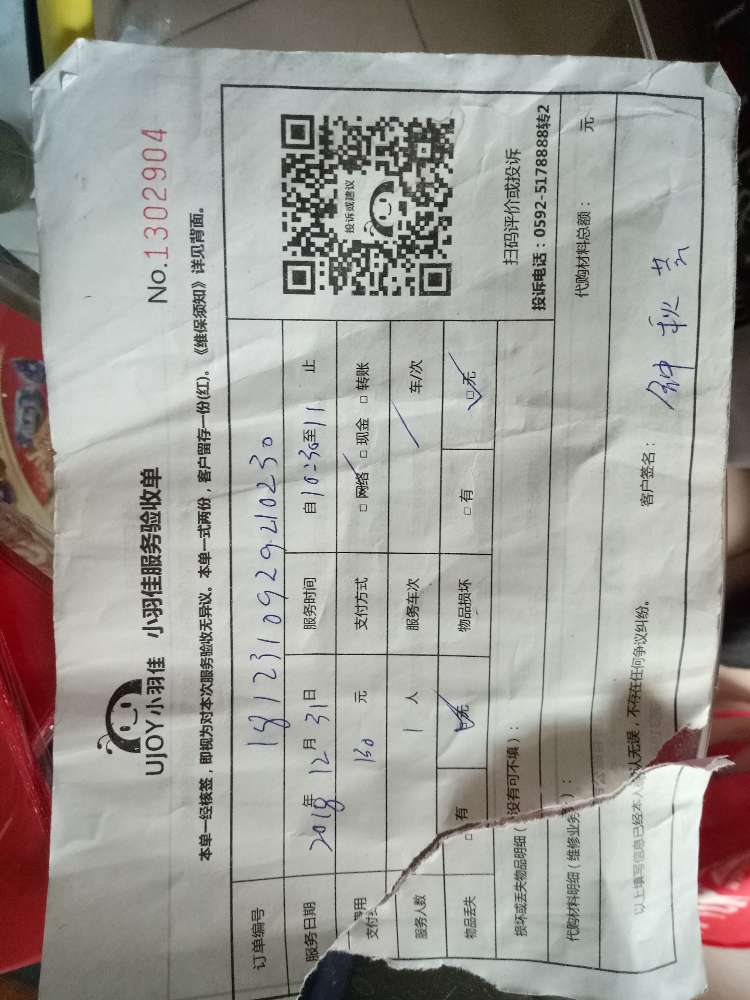 UJOY小羽佳 小羽佳服务验收单
No.1302904
本单一经核签，即视为对本次服务验收无异议。本单一式两份，客户留存一份(红)。《维保须知》详见背面。
订单编号 1812310929210230
服务日期 2018年12月31日 服务时间 自10:30至11止
费用 130元 支付方式 □网络 □现金 □转账
服务人数 1人 服务车次 车/次
物品丢失 □有 □无 物品损坏 □有 □无
投诉或建议
扫码评价或投诉
投诉电话：0592-5178888转2
损坏或丢失物品明细（没有可不填）：
代购材料明细（维修业务）： 代购材料总额： 元
以上填写信息已经本人确认无误，不存在任何争议纠纷。 客户签名： 钟秋芸